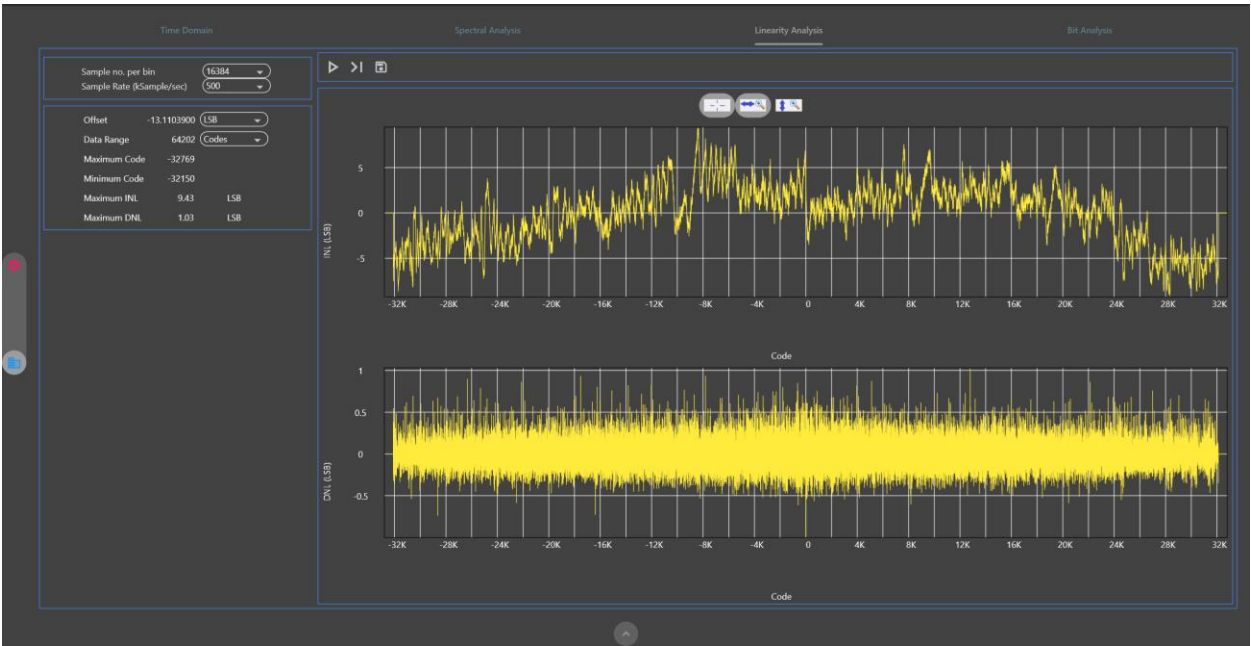 Time Domain Spectral Analysis Linearity Analysis Bit Analysis
Sample no. per bin 16384
Sample Rate (kSample/sec) 500
Offset -13.1103900 LSB
Data Range 64202 Codes
Maximum Code -32769
Minimum Code -32150
Maximum INL 9.43 LSB
Maximum DNL 1.03 LSB
INL (LSB)
5
0
-5
-32K -28K -24K -20K -16K -12K -8K -4K 0 4K 8K 12K 16K 20K 24K 28K 32K
Code
DNL (LSB)
1
0.5
0
-0.5
-32K -28K -24K -20K -16K -12K -8K -4K 0 4K 8K 12K 16K 20K 24K 28K 32K
Code